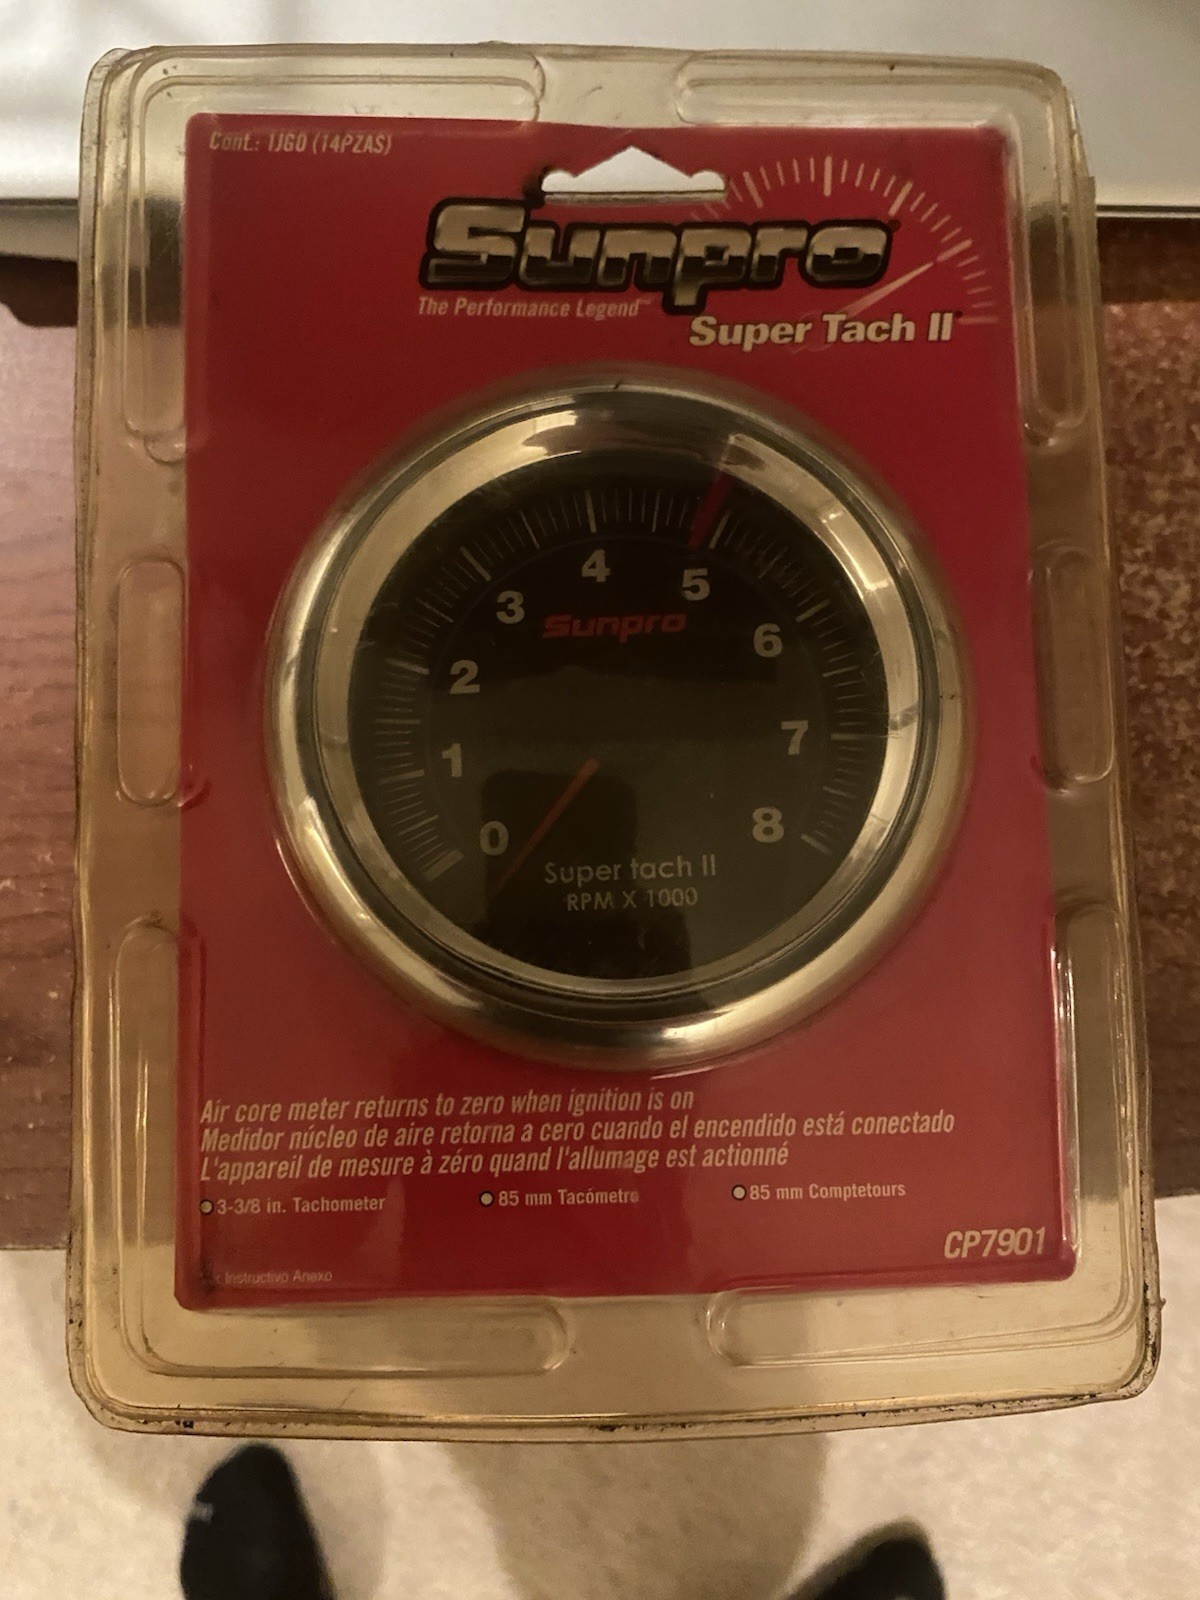 Cont.: 1JGO (14PZAS)
Sunpro
The Performance Legend™
Super Tach II
4
5
3
Sunpro
6
2
7
1
8
0
Super tach II
RPM X 1000
Air core meter returns to zero when ignition is on
Medidor núcleo de aire retorna a cero cuando el encendido está conectado
L'appareil de mesure à zéro quand l'allumage est actionné
3-3/8 in. Tachometer
85 mm Tacómetro
85 mm Comptetours
CP7901
Instructivo Anexo